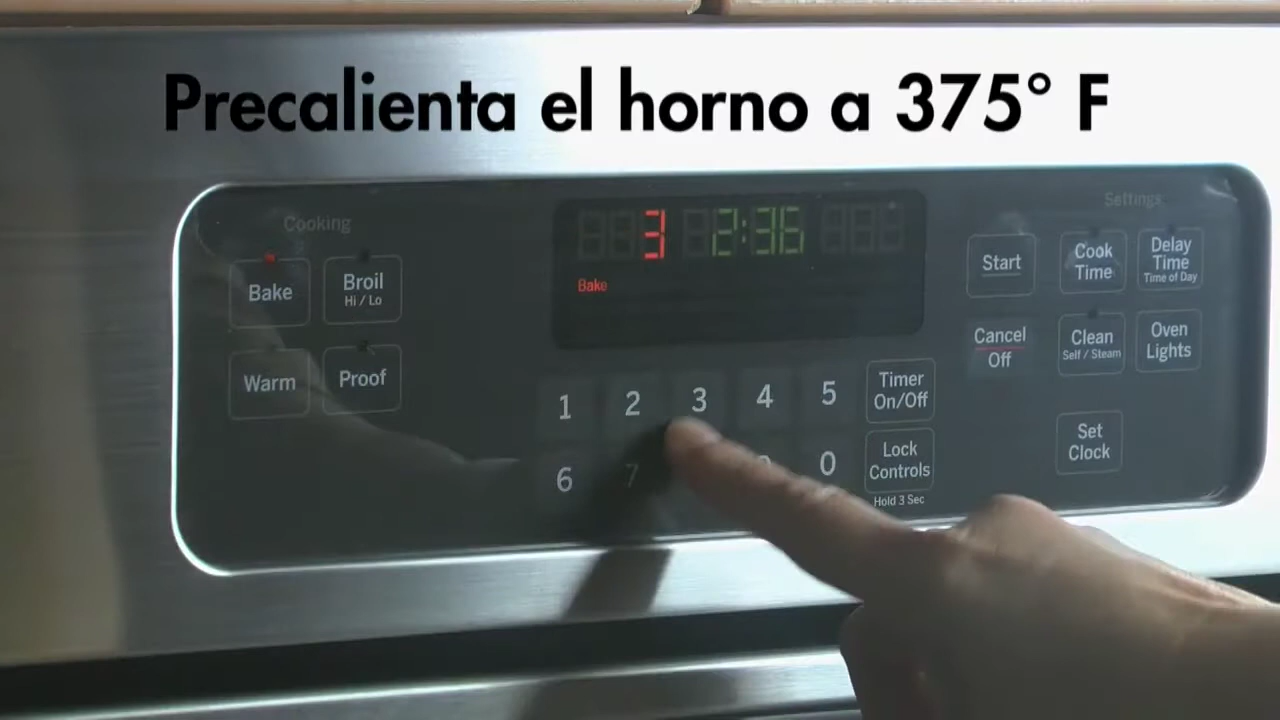 Precalienta el horno a 375° F
Cooking
Settings
3 2:36
Bake
Bake
Broil
Hi / Lo
Warm
Proof
Start
Cook
Time
Delay
Time
Time of Day
Cancel
Off
Clean
Self / Steam
Oven
Lights
1 2 3 4 5
Timer
On/Off
6 7 0
Lock
Controls
Hold 3 Sec
Set
Clock